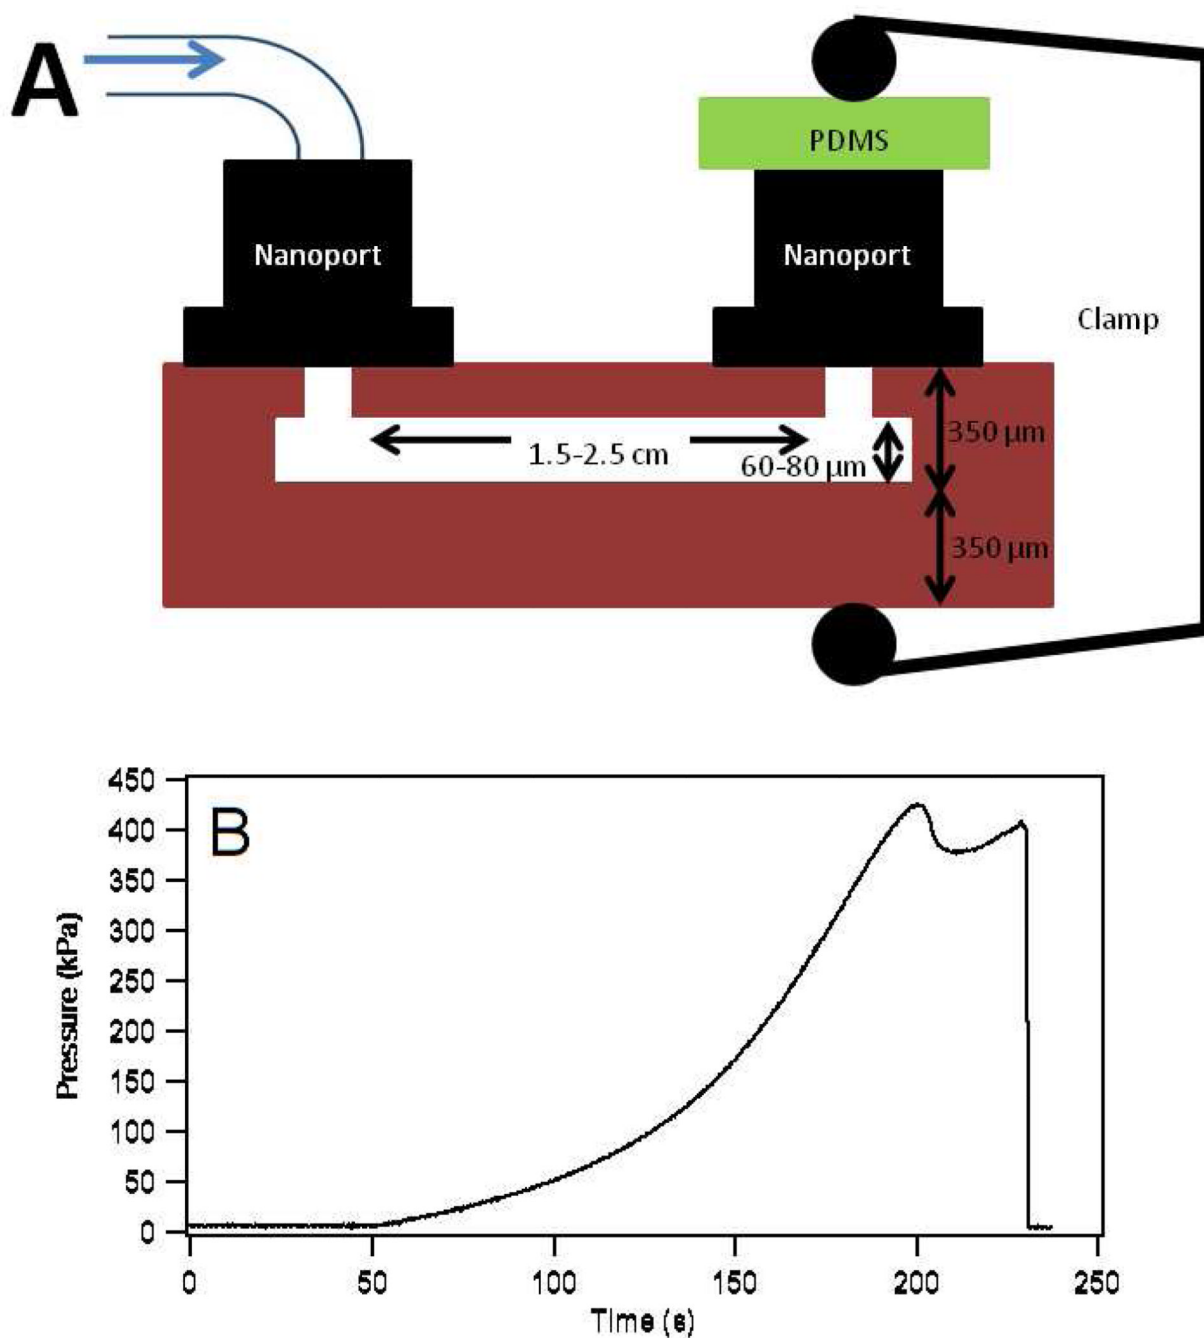 A
PDMS
Nanoport
Nanoport
Clamp
350 µm
1.5-2.5 cm
60-80 µm
350 µm
B
Pressure (kPa)
450
400
350
300
250
200
150
100
50
0
0 50 100 150 200 250
Time (s)